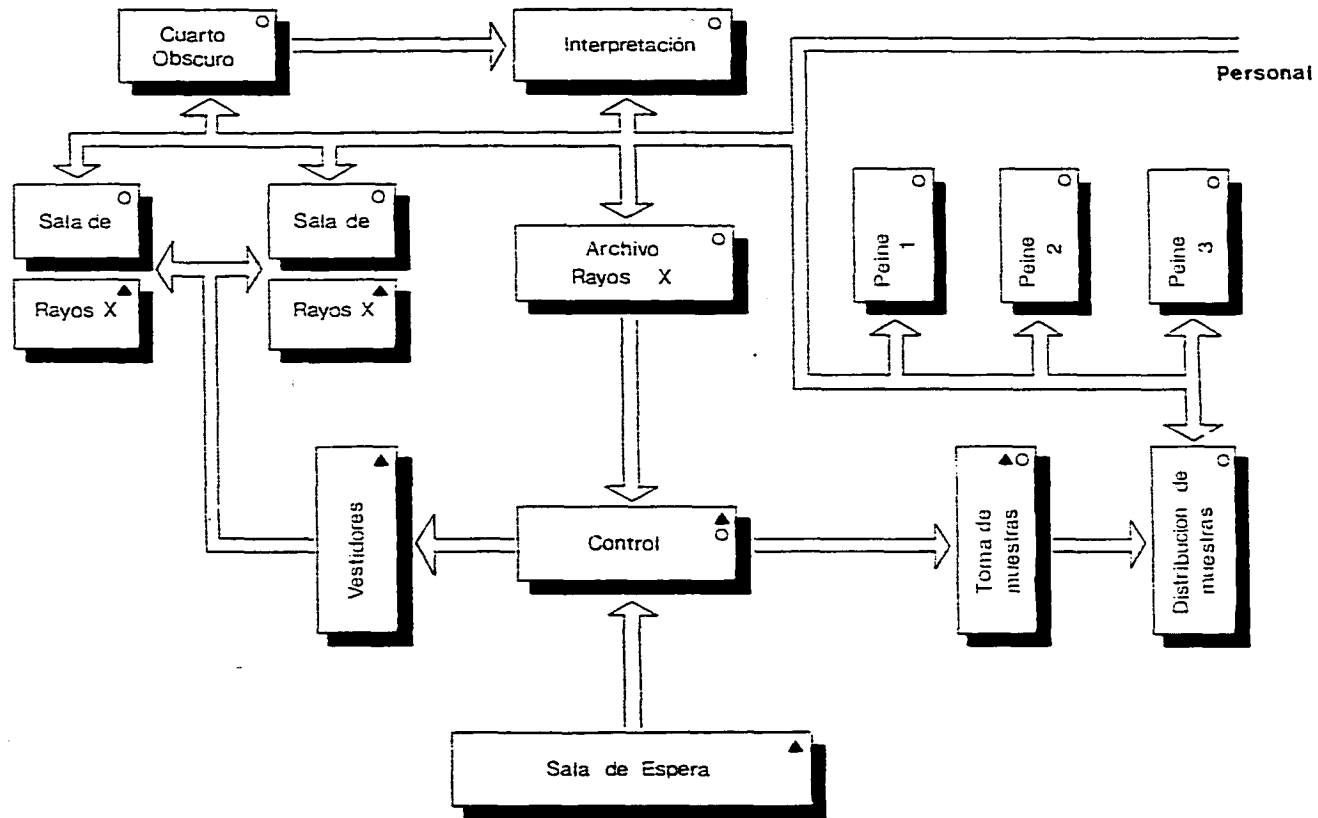 Cuarto
Obscuro
Interpretación
Personal
Sala de
Rayos X
Sala de
Rayos X
Archivo
Rayos X
Peine 1
Peine 2
Peine 3
Vestidores
Control
Toma de
muestras
Distribucion de
muestras
Sala de Espera